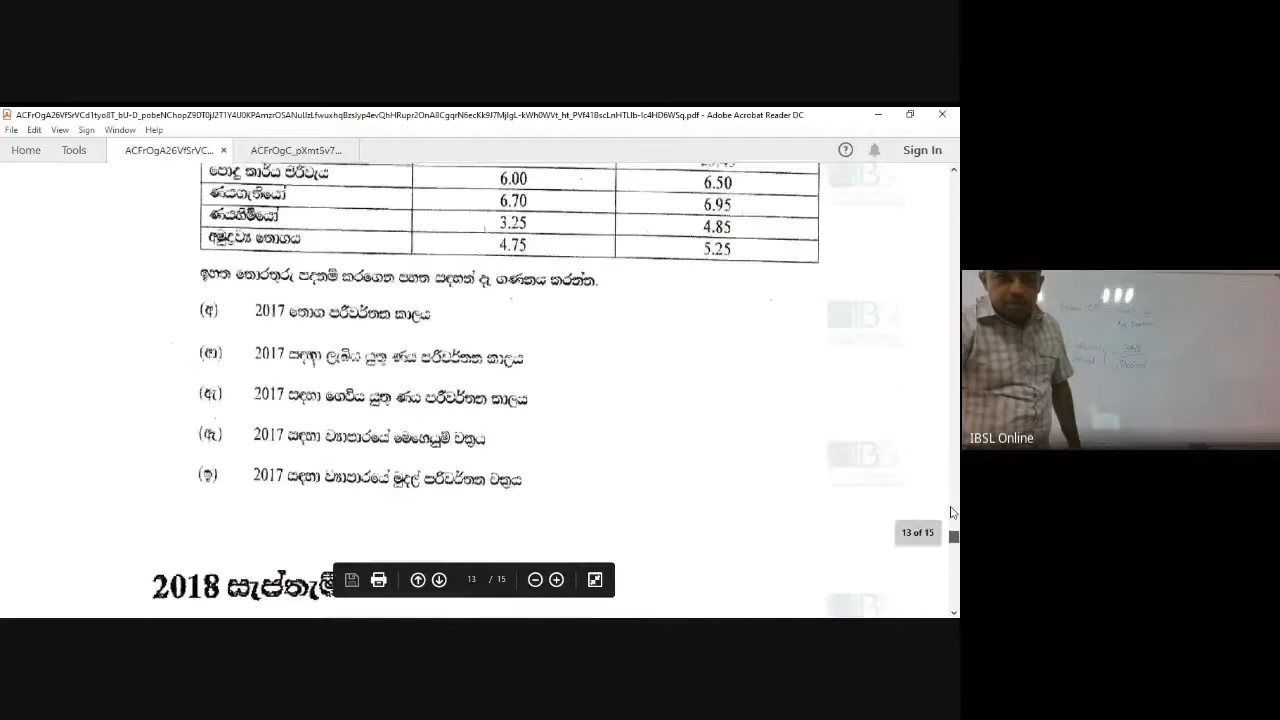 ACFrOgA26VfSrVCd1tyo8T_bU-D_pobeNChopZ9DT0jJ2T1Y4U0KPAmzrOSANuUzLfwuxhqBzsIyp4evQhHRupr2OnA8CgqrN6ecKk9J7MjlgL-kWh0WVt_ht_PVf41BscLnHTLIb-Ic4HD6WSq.pdf - Adobe Acrobat Reader DC
File Edit View Sign Window Help
Home Tools ACFrOgA26VfSrVC... × ACFrOgC_pXmt5v7... Sign In
පොදු කාර්ය පිරිවැය 6.00 6.50
ණයගැතියෝ 6.70 6.95
ණයහිමියෝ 3.25 4.85
අමුද්‍රව්‍ය තොගය 4.75 5.25
ඉහත තොරතුරු පදනම් කරගෙන පහත සඳහන් දෑ ගණනය කරන්න.
(අ) 2017 තොග පරිවර්තන කාලය
(ආ) 2017 සඳහා ලැබිය යුතු ණය පරිවර්තන කාලය
(ඇ) 2017 සඳහා ගෙවිය යුතු ණය පරිවර්තන කාලය
(ඈ) 2017 සඳහා ව්‍යාපාරයේ මෙහෙයුම් චක්‍රය
(ඉ) 2017 සඳහා ව්‍යාපාරයේ මුදල් පරිවර්තන චක්‍රය
13 of 15
2018
13 / 15
365
IBSL Online